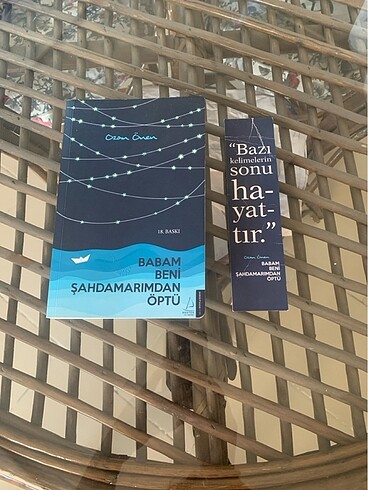 Ozan Önen
18. BASKI
BABAM
BENİ
ŞAHDAMARIMDAN
ÖPTÜ
“Bazı
kelimelerin
sonu
ha-
yat-
tır.”
Ozan Önen
BABAM
BENİ
ŞAHDAMARIMDAN
ÖPTÜ